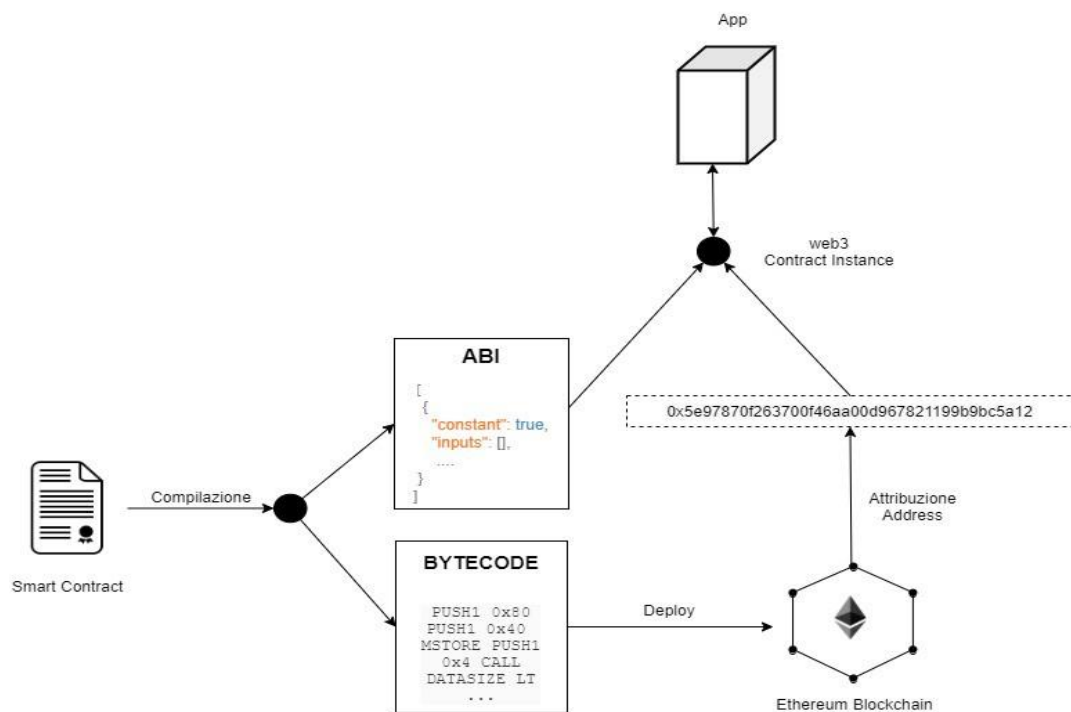 App
web3
Contract Instance
ABI
[
{
"constant": true,
"inputs": [],
....
}
]
0x5e97870f263700f46aa00d967821199b9bc5a12
Compilazione
Attribuzione
Address
Smart Contract
BYTECODE
PUSH1 0x80
PUSH1 0x40
MSTORE PUSH1
0x4 CALL
DATASIZE LT
...
Deploy
Ethereum Blockchain